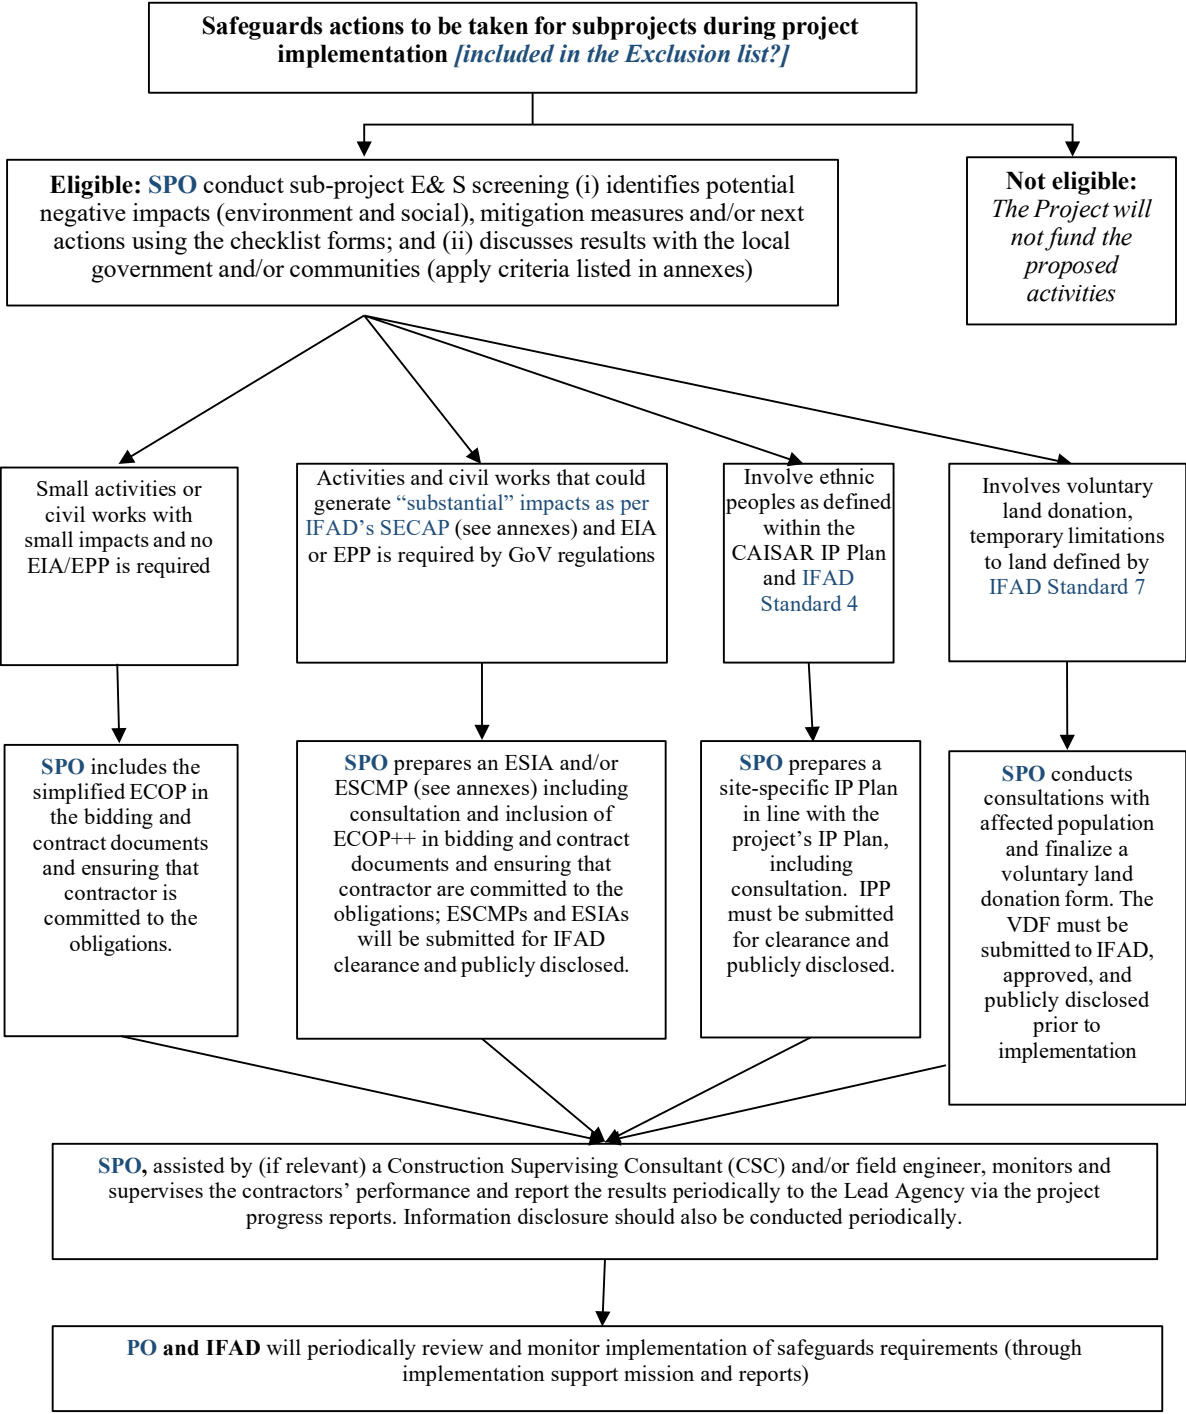 Safeguards actions to be taken for subprojects during project
implementation [included in the Exclusion list?]
Eligible: SPO conduct sub-project E& S screening (i) identifies potential
negative impacts (environment and social), mitigation measures and/or next
actions using the checklist forms; and (ii) discusses results with the local
government and/or communities (apply criteria listed in annexes)
Not eligible:
The Project will
not fund the
proposed
activities
Small activities or
civil works with
small impacts and no
EIA/EPP is required
Activities and civil works that could
generate “substantial” impacts as per
IFAD’s SECAP (see annexes) and EIA
or EPP is required by GoV regulations
Involve ethnic
peoples as defined
within the
CAISAR IP Plan
and IFAD
Standard 4
Involves voluntary
land donation,
temporary limitations
to land defined by
IFAD Standard 7
SPO includes the
simplified ECOP in
the bidding and
contract documents
and ensuring that
contractor is
committed to the
obligations.
SPO prepares an ESIA and/or
ESCMP (see annexes) including
consultation and inclusion of
ECOP++ in bidding and contract
documents and ensuring that
contractor are committed to the
obligations; ESCMPs and ESIAs
will be submitted for IFAD
clearance and publicly disclosed.
SPO prepares a
site-specific IP Plan
in line with the
project’s IP Plan,
including
consultation. IPP
must be submitted
for clearance and
publicly disclosed.
SPO conducts
consultations with
affected population
and finalize a
voluntary land
donation form. The
VDF must be
submitted to IFAD,
approved, and
publicly disclosed
prior to
implementation
SPO, assisted by (if relevant) a Construction Supervising Consultant (CSC) and/or field engineer, monitors and
supervises the contractors’ performance and report the results periodically to the Lead Agency via the project
progress reports. Information disclosure should also be conducted periodically.
PO and IFAD will periodically review and monitor implementation of safeguards requirements (through
implementation support mission and reports)